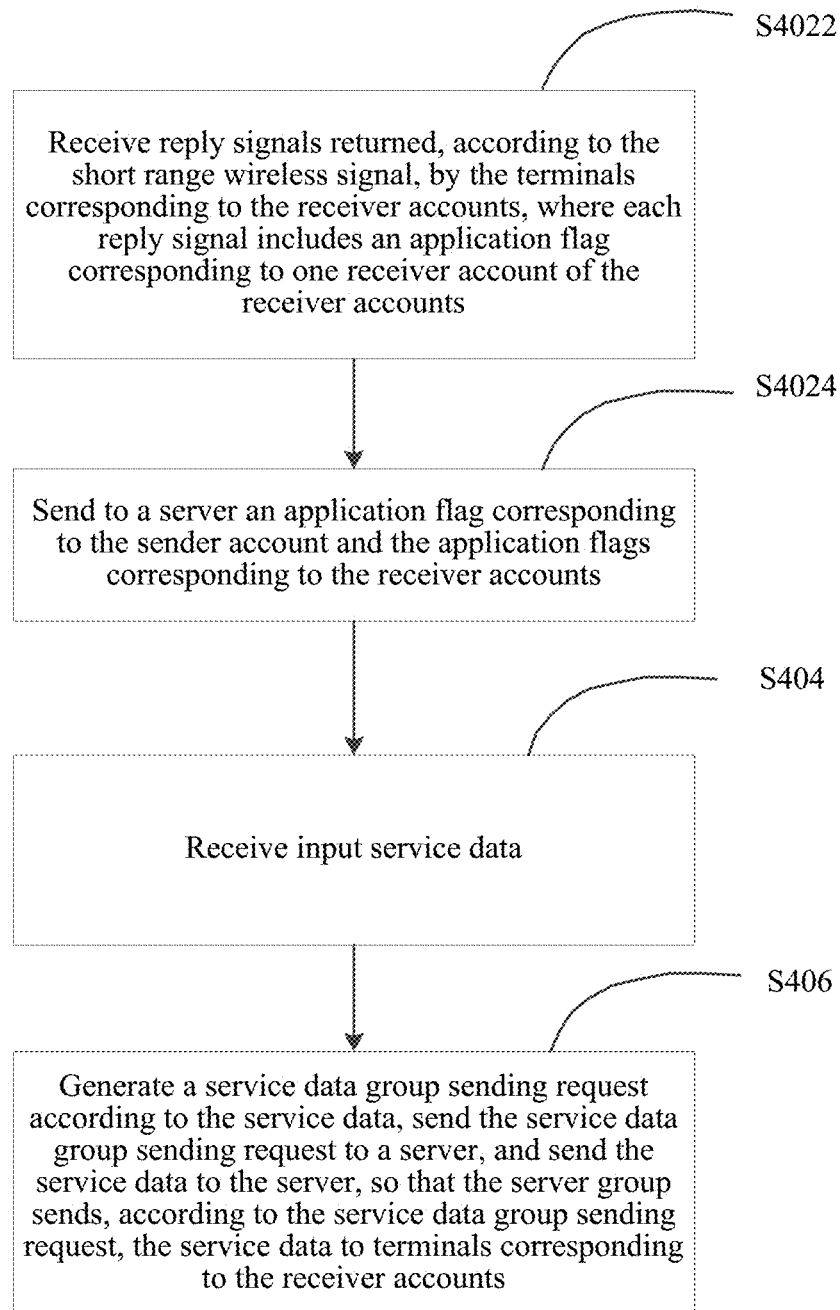 S4022
Receive reply signals returned, according to the
short range wireless signal, by the terminals
corresponding to the receiver accounts, where each
reply signal includes an application flag
corresponding to one receiver account of the
receiver accounts
S4024
Send to a server an application flag corresponding
to the sender account and the application flags
corresponding to the receiver accounts
S404
Receive input service data
S406
Generate a service data group sending request
according to the service data, send the service data
group sending request to a server, and send the
service data to the server, so that the server group
sends, according to the service data group sending
request, the service data to terminals corresponding
to the receiver accounts